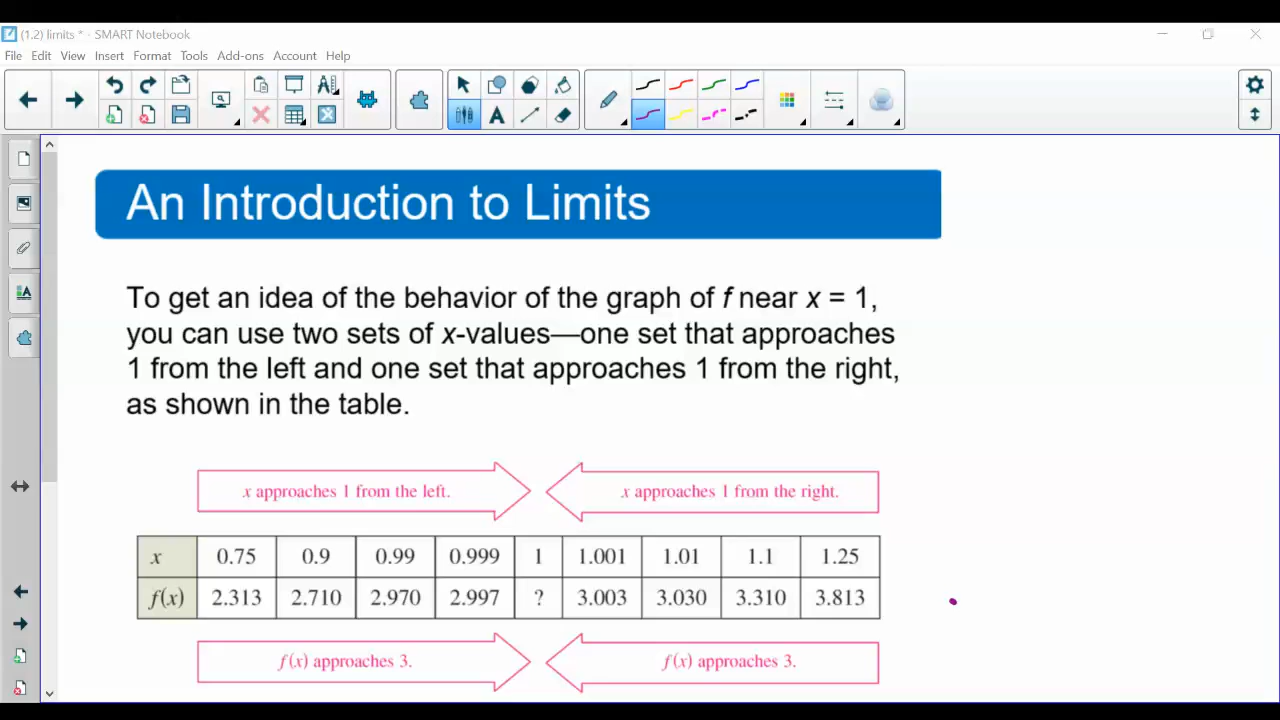 (1.2) limits * - SMART Notebook
File Edit View Insert Format Tools Add-ons Account Help
An Introduction to Limits
To get an idea of the behavior of the graph of f near x = 1,
you can use two sets of x-values—one set that approaches
1 from the left and one set that approaches 1 from the right,
as shown in the table.
x approaches 1 from the left. x approaches 1 from the right.
x 0.75 0.9 0.99 0.999 1 1.001 1.01 1.1 1.25
f(x) 2.313 2.710 2.970 2.997 ? 3.003 3.030 3.310 3.813
f(x) approaches 3. f(x) approaches 3.